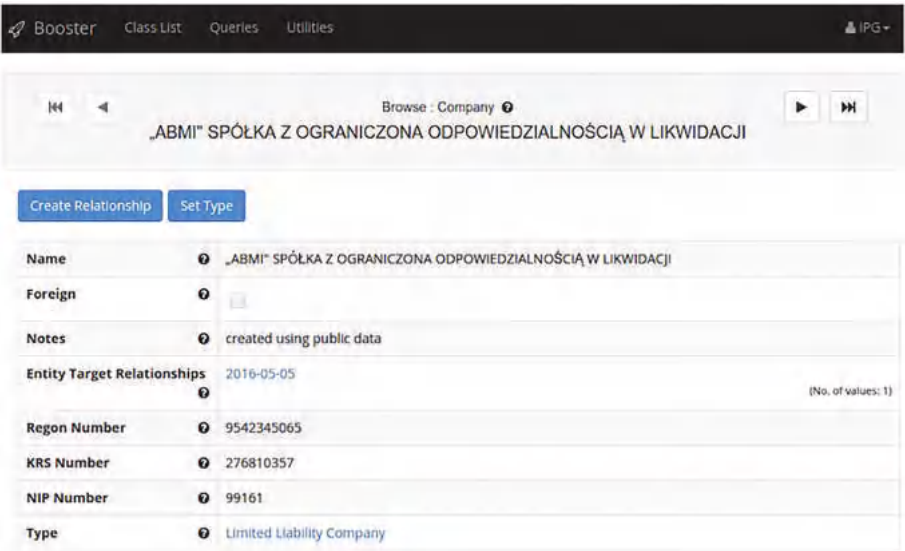 Booster Class List Queries Utilities IPG
Browse : Company
„ABMI" SPÓŁKA Z OGRANICZONA ODPOWIEDZIALNOŚCIĄ W LIKWIDACJI
Create Relationship Set Type
Name „ABMI" SPÓŁKA Z OGRANICZONA ODPOWIEDZIALNOŚCIĄ W LIKWIDACJI
Foreign
Notes created using public data
Entity Target Relationships 2016-05-05
(No. of values: 1)
Regon Number 9542345065
KRS Number 276810357
NIP Number 99161
Type Limited Liability Company